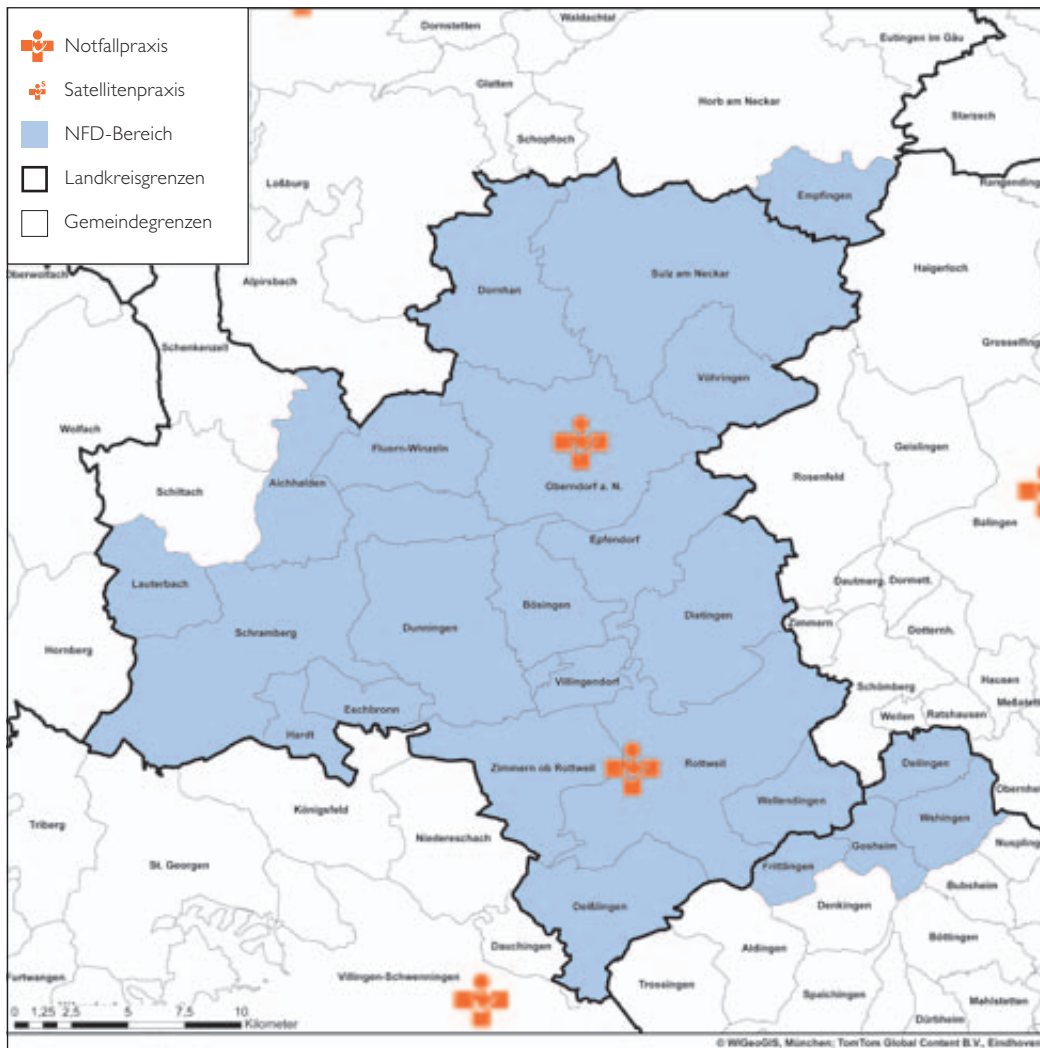 Notfallpraxis
Satellitenpraxis
NFD-Bereich
Landkreisgrenzen
Gemeindegrenzen
Dornstetten
Waldachtal
Eutingen im Gäu
Glatten
Horb am Neckar
Starzach
Schopfloch
Loßburg
Empfingen
Rangending
Oberwolfach
Alpirsbach
Dornhan
Sulz am Neckar
Haigerloch
Schenkenzell
Grosselfing
Vöhringen
Wolfach
Fluorn-Winzeln
Geislingen
Rosenfeld
Schiltach
Aichhalden
Oberndorf a. N.
Balingen
Epfendorf
Lauterbach
Dautmerg.
Dormett.
Bösingen
Dietingen
Schramberg
Dunningen
Zimmern
Dotternh.
Hornberg
Villingendorf
Hausen
Schömberg
Meßstett
Eschbronn
Weilen
Ratshausen
Hardt
Zimmern ob Rottweil
Rottweil
Deilingen
Obernhei
Königsfeld
Wellendingen
Triberg
Niedereschach
Wehingen
Gosheim
Nuspling
St. Georgen
Frittlingen
Bubsheim
Deißlingen
Denkingen
Dauchingen
Aldingen
Böttingen
Furtwangen
Villingen-Schwenningen
Trossingen
Spaichingen
Mahlstetten
Dürbheim
0 1,25 2,5 5 7,5 10
Kilometer
© WIGeoGIS, München; TomTom Global Content B.V., Eindhoven